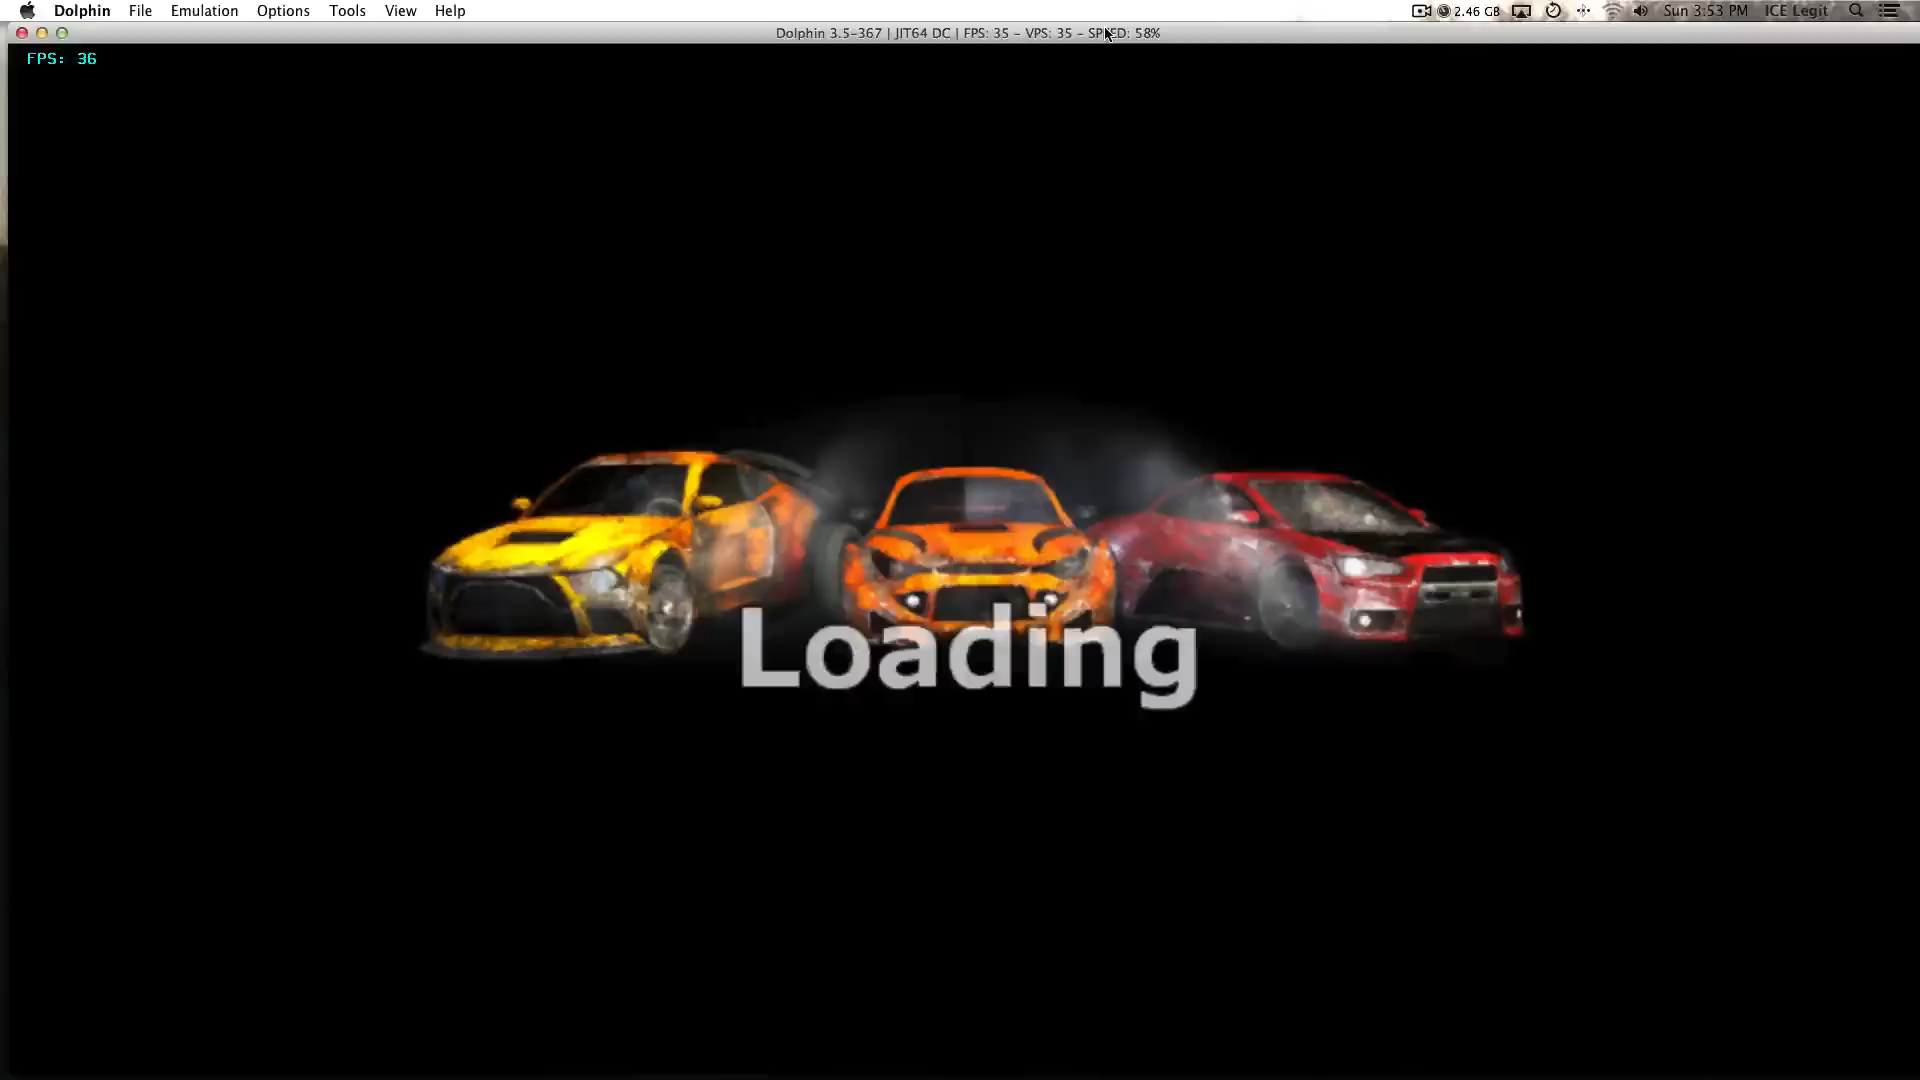 Dolphin File Emulation Options Tools View Help 2.46 GB Sun 3:53 PM ICE Legit
Dolphin 3.5-367 | JIT64 DC | FPS: 35 - VPS: 35 - SPEED: 58%
FPS: 36
Loading